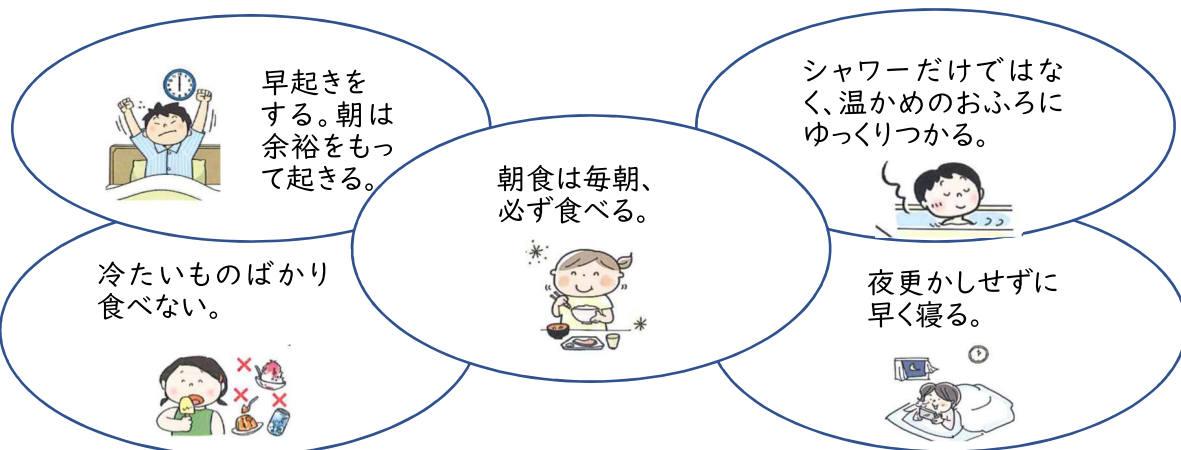 早起きを
する。朝は
余裕をもっ
て起きる。
朝食は毎朝、
必ず食べる。
シャワーだけではな
く、温かめのおふろに
ゆっくりつかる。
冷たいものばかり
食べない。
夜更かしせずに
早く寝る。